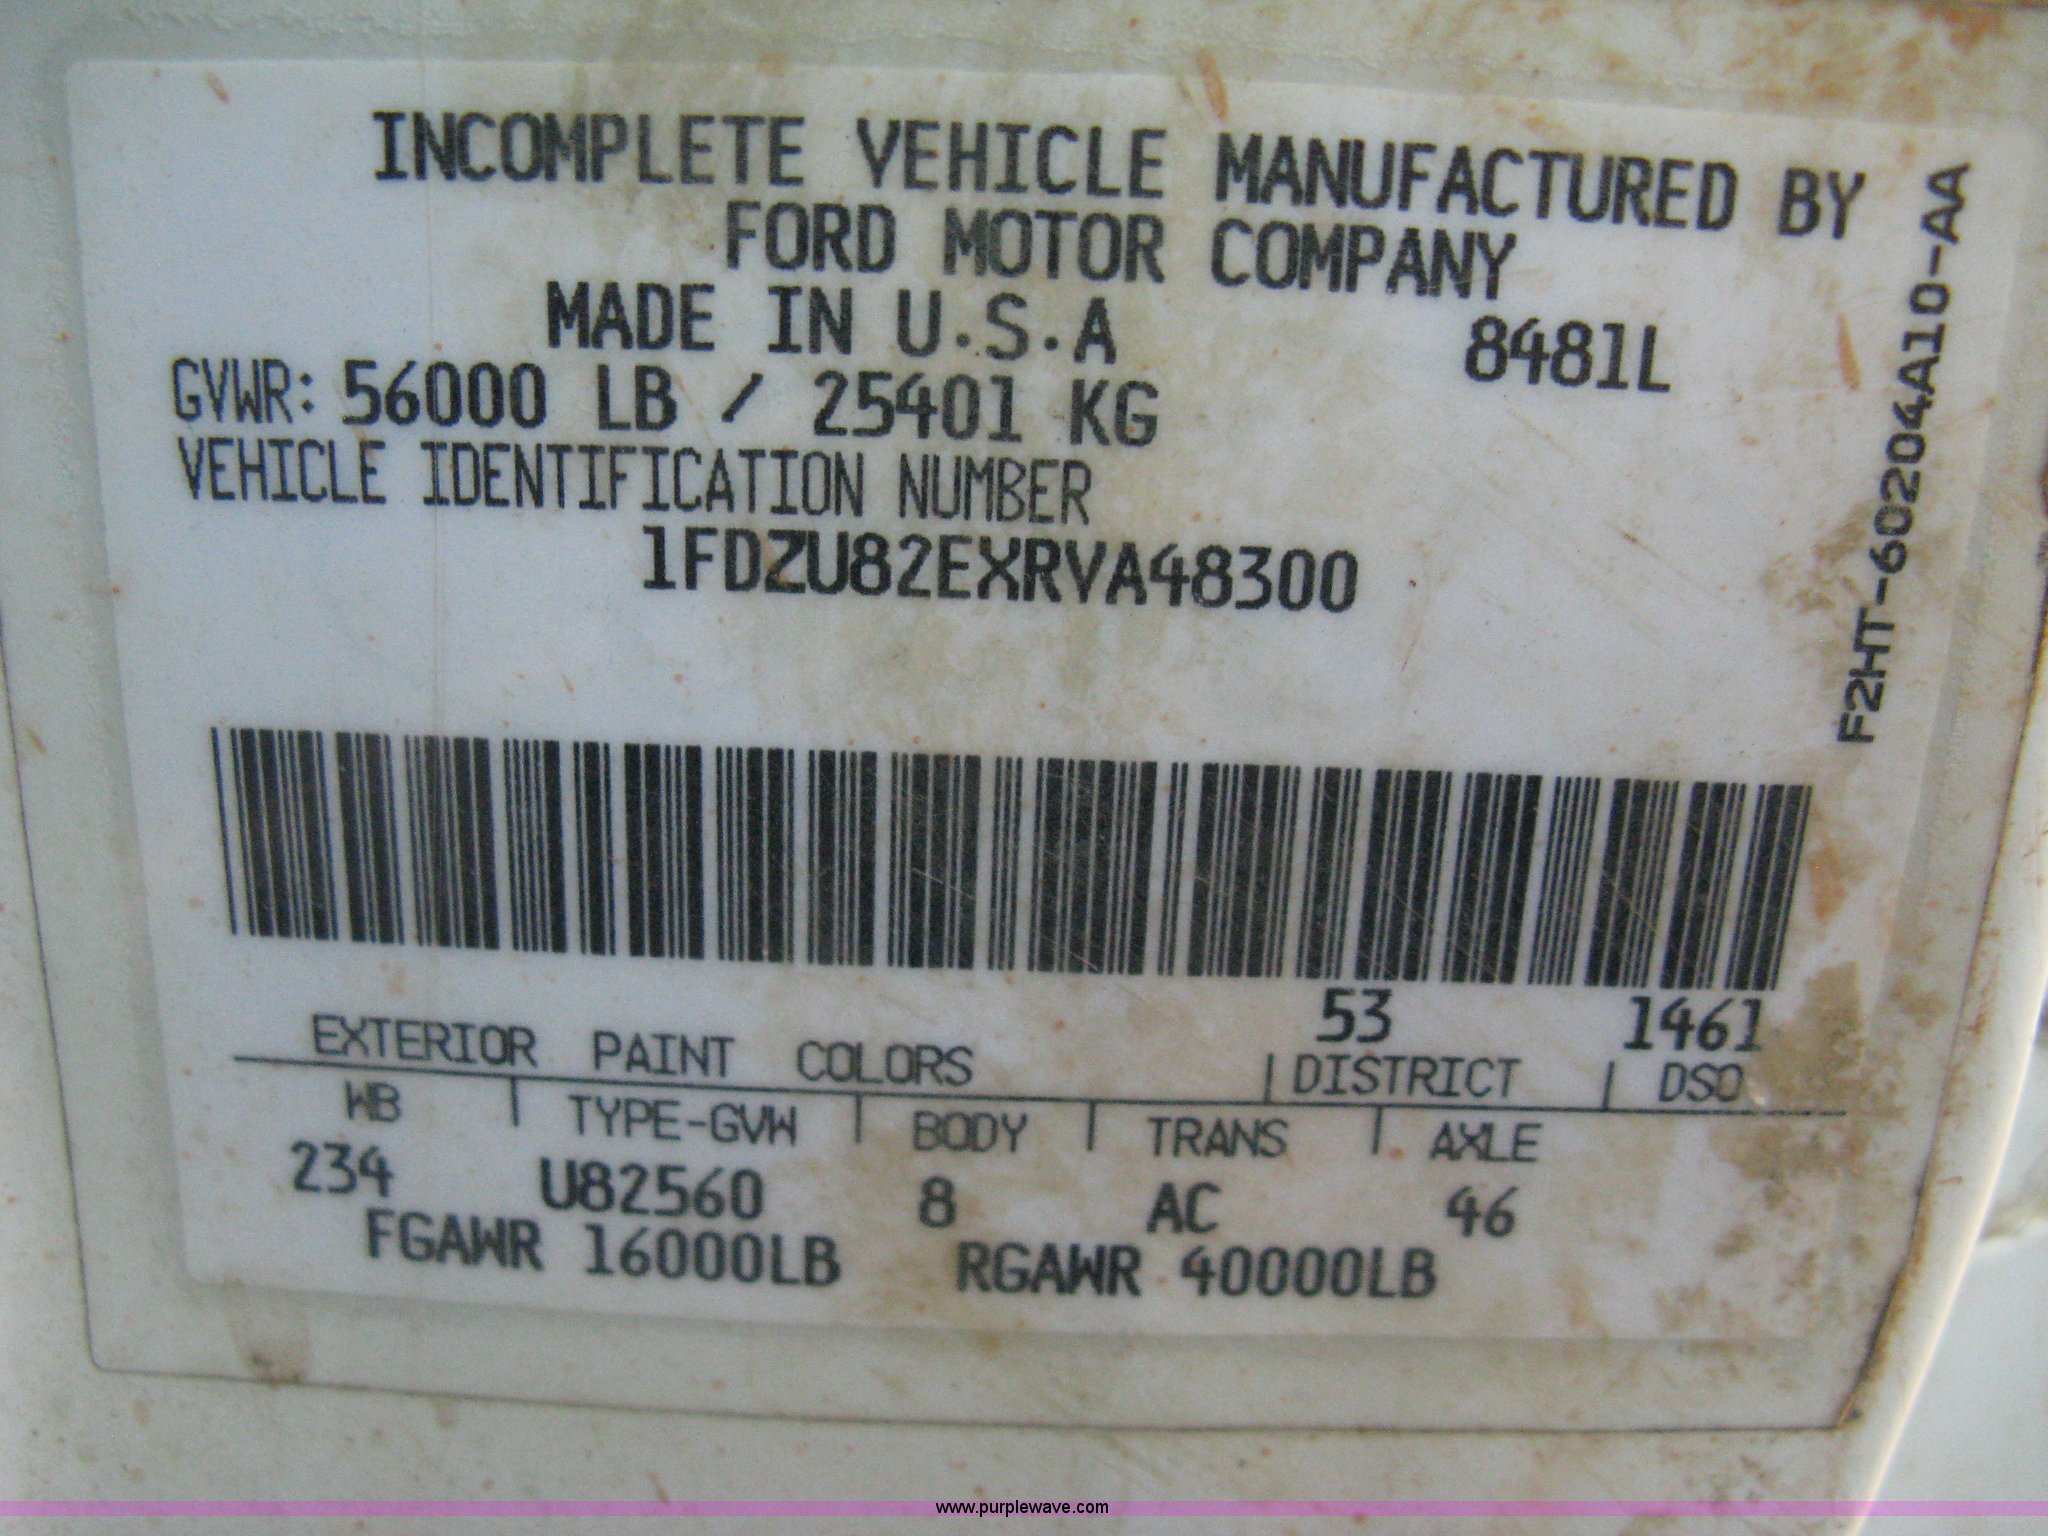 INCOMPLETE VEHICLE MANUFACTURED BY
FORD MOTOR COMPANY
MADE IN U.S.A
8481L
GVWR: 56000 LB / 25401 KG
VEHICLE IDENTIFICATION NUMBER
1FDZU82EXRVA48300
F2HT-60204A10-AA
53 1461
EXTERIOR PAINT COLORS DISTRICT DSO
WB TYPE-GVW BODY TRANS AXLE
234 U82560 8 AC 46
FGAWR 16000LB RGAWR 40000LB
www.purplewave.com